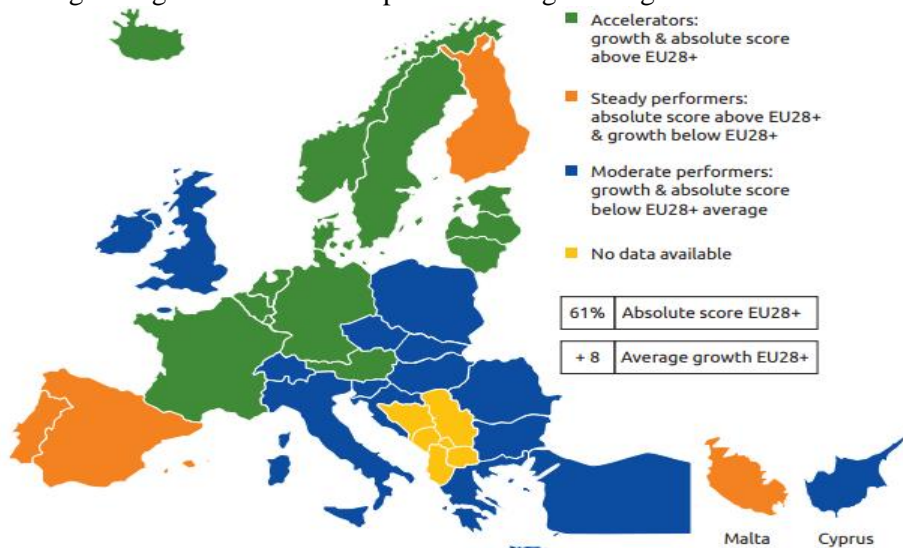 Accelerators:
growth & absolute score
above EU28+
Steady performers:
absolute score above EU28+
& growth below EU28+
Moderate performers:
growth & absolute score
below EU28+ average
No data available
61% Absolute score EU28+
+ 8 Average growth EU28+
Malta Cyprus